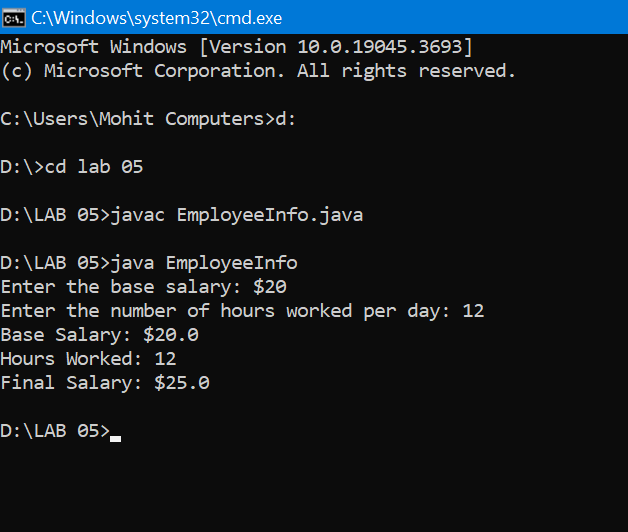 C:\Windows\system32\cmd.exe
Microsoft Windows [Version 10.0.19045.3693]
(c) Microsoft Corporation. All rights reserved.
C:\Users\Mohit Computers>d:
D:\>cd lab 05
D:\LAB 05>javac EmployeeInfo.java
D:\LAB 05>java EmployeeInfo
Enter the base salary: $20
Enter the number of hours worked per day: 12
Base Salary: $20.0
Hours Worked: 12
Final Salary: $25.0
D:\LAB 05>